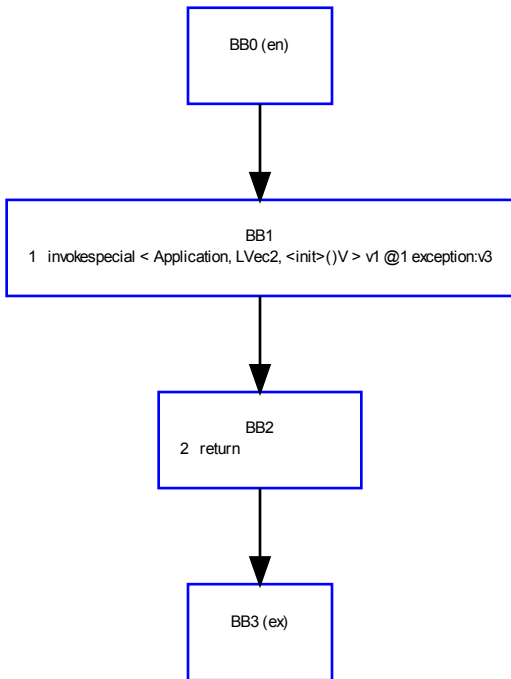 BB0 (en)
BB1
1 invokespecial < Application, LVec2, <init>()V > v1 @1 exception:v3
BB2
2 return
BB3 (ex)